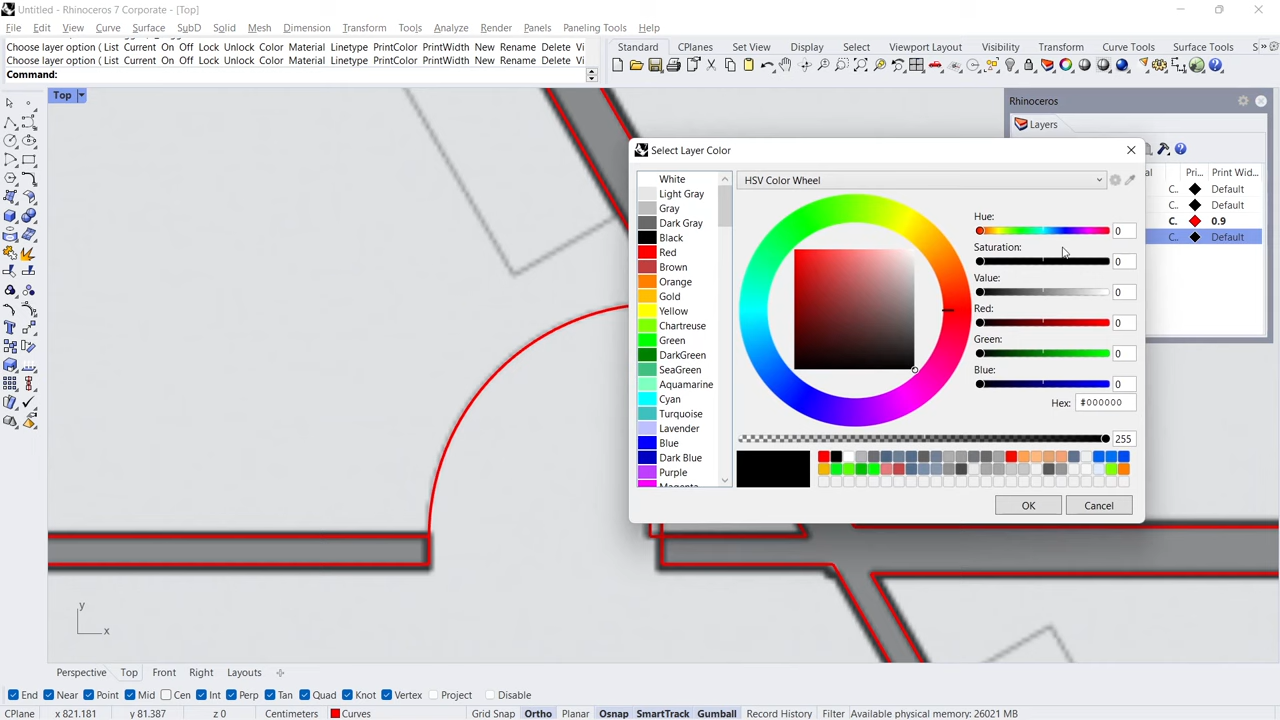 Untitled - Rhinoceros 7 Corporate - [Top]
File Edit View Curve Surface SubD Solid Mesh Dimension Transform Tools Analyze Render Panels Paneling Tools Help
Choose layer option ( List Current On Off Lock Unlock Color Material Linetype PrintColor PrintWidth New Rename Delete Vi
Choose layer option ( List Current On Off Lock Unlock Color Material Linetype PrintColor PrintWidth New Rename Delete Vi
Command:
Standard CPlanes Set View Display Select Viewport Layout Visibility Transform Curve Tools Surface Tools S
Top
Rhinoceros
Layers
al Pri... Print Wid...
C.. Default
C.. Default
C. 0.9
C.. Default
Select Layer Color
White
Light Gray
Gray
Dark Gray
Black
Red
Brown
Orange
Gold
Yellow
Chartreuse
Green
DarkGreen
SeaGreen
Aquamarine
Cyan
Turquoise
Lavender
Blue
Dark Blue
Purple
Magenta
HSV Color Wheel
Hue:
0
Saturation:
0
Value:
0
Red:
0
Green:
0
Blue:
0
Hex: #000000
255
OK Cancel
y
x
Perspective Top Front Right Layouts
End Near Point Mid Cen Int Perp Tan Quad Knot Vertex Project Disable
CPlane x 821.181 y 81.387 z 0 Centimeters Curves Grid Snap Ortho Planar Osnap SmartTrack Gumball Record History Filter Available physical memory: 26021 MB